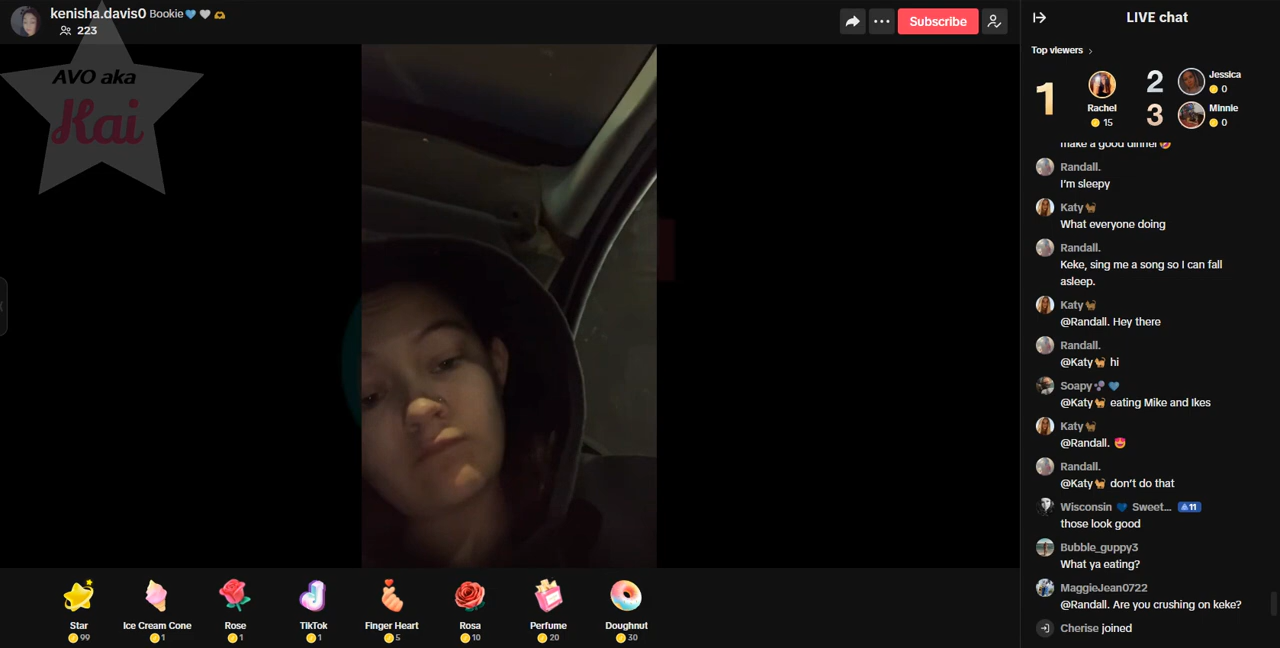 kenisha.davis0 Bookie💙🤍🫶
223
Subscribe
AVO aka
Kai
LIVE chat
Top viewers
1
Rachel
15
2
Jessica
0
3
Minnie
0
make a good dinner🥰
Randall.
I'm sleepy
Katy🐈
What everyone doing
Randall.
Keke, sing me a song so I can fall
asleep.
Katy🐈
@Randall. Hey there
Randall.
@Katy🐈 hi
Soapy🫐💙
@Katy🐈 eating Mike and Ikes
Katy🐈
@Randall. 😍
Randall.
@Katy🐈 don't do that
Wisconsin 💙 Sweet... 11
those look good
Bubble_guppy3
What ya eating?
MaggieJean0722
@Randall. Are you crushing on keke?
Cherise joined
Star
99
Ice Cream Cone
1
Rose
1
TikTok
1
Finger Heart
5
Rosa
10
Perfume
20
Doughnut
30